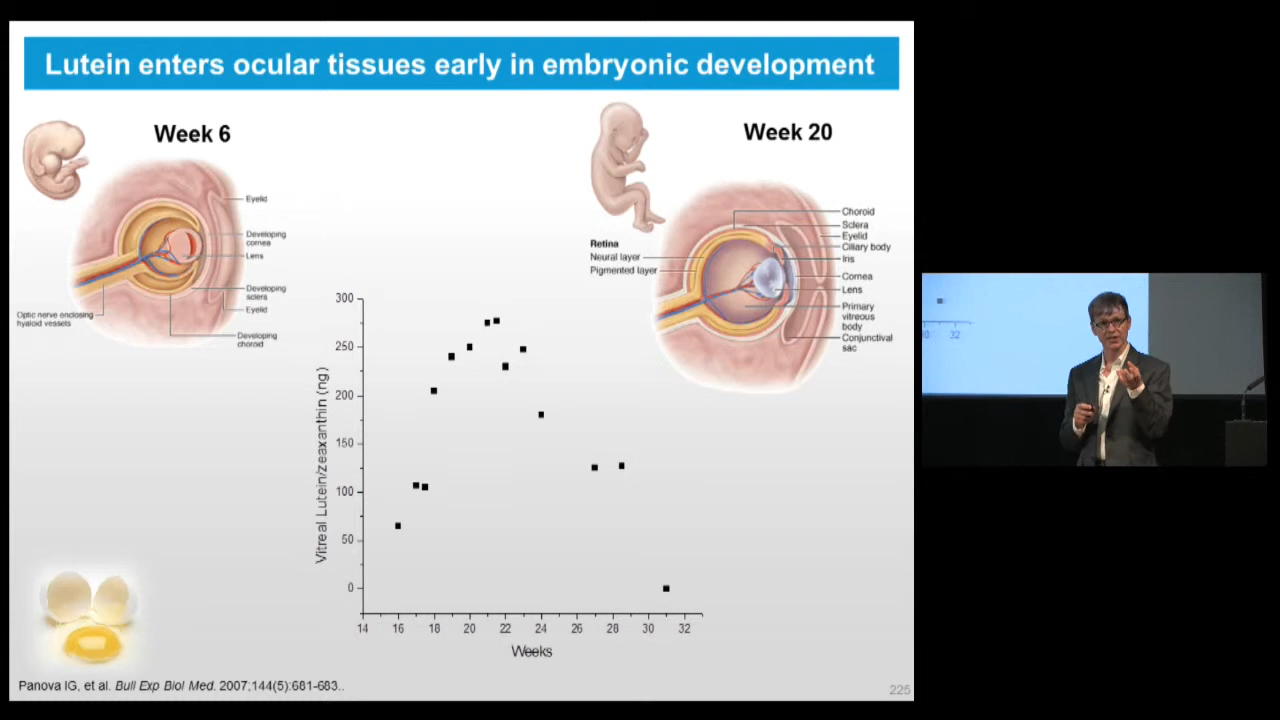 Lutein enters ocular tissues early in embryonic development
Week 6
Eyelid
Developing
cornea
Lens
Developing
sclera
Eyelid
Developing
choroid
Optic nerve enclosing
hyaloid vessels
Week 20
Retina
Neural layer
Pigmented layer
Choroid
Sclera
Eyelid
Ciliary body
Iris
Cornea
Lens
Primary
vitreous
body
Conjunctival
sac
Vitreal Lutein/zeaxanthin (ng)
300
250
200
150
100
50
0
14 16 18 20 22 24 26 28 30 32
Weeks
Panova IG, et al. Bull Exp Biol Med. 2007;144(5):681-683..
225
32